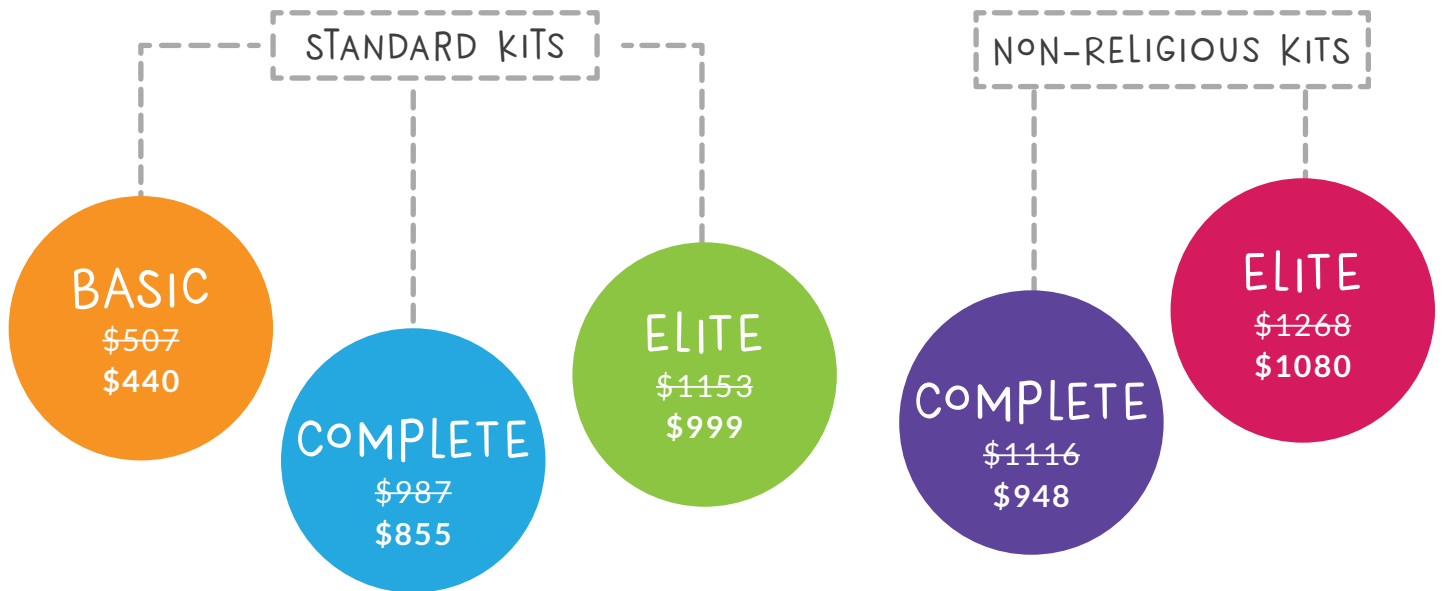 STANDARD KITS
BASIC
$507
$440
COMPLETE
$987
$855
ELITE
$1153
$999
NON-RELIGIOUS KITS
COMPLETE
$1116
$948
ELITE
$1268
$1080